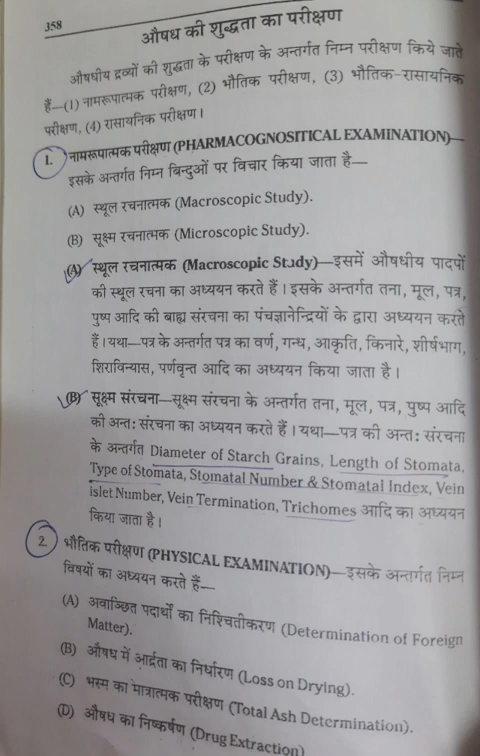 358
औषध की शुद्धता का परीक्षण
औषधीय द्रव्यों की शुद्धता के परीक्षण के अन्तर्गत निम्न परीक्षण किये जाते
हैं—(1) नामरूपात्मक परीक्षण, (2) भौतिक परीक्षण, (3) भौतिक-रासायनिक
परीक्षण, (4) रासायनिक परीक्षण।
1. नामरूपात्मक परीक्षण (PHARMACOGNOSITICAL EXAMINATION)—
इसके अन्तर्गत निम्न बिन्दुओं पर विचार किया जाता है—
(A) स्थूल रचनात्मक (Macroscopic Study).
(B) सूक्ष्म रचनात्मक (Microscopic Study).
(A) स्थूल रचनात्मक (Macroscopic Study)—इसमें औषधीय पादपों
की स्थूल रचना का अध्ययन करते हैं। इसके अन्तर्गत तना, मूल, पत्र,
पुष्प आदि की बाह्य संरचना का पंचज्ञानेन्द्रियों के द्वारा अध्ययन करते
हैं। यथा—पत्र के अन्तर्गत पत्र का वर्ण, गन्ध, आकृति, किनारे, शीर्षभाग,
शिराविन्यास, पर्णवृन्त आदि का अध्ययन किया जाता है।
(B) सूक्ष्म संरचना—सूक्ष्म संरचना के अन्तर्गत तना, मूल, पत्र, पुष्प आदि
की अन्त: संरचना का अध्ययन करते हैं। यथा—पत्र की अन्त: संरचना
के अन्तर्गत Diameter of Starch Grains, Length of Stomata,
Type of Stomata, Stomatal Number & Stomatal Index, Vein
islet Number, Vein Termination, Trichomes आदि का अध्ययन
किया जाता है।
2. भौतिक परीक्षण (PHYSICAL EXAMINATION)—इसके अन्तर्गत निम्न
विषयों का अध्ययन करते हैं—
(A) अवाञ्छित पदार्थों का निश्चितीकरण (Determination of Foreign
Matter).
(B) औषध में आर्द्रता का निर्धारण (Loss on Drying).
(C) भस्म का मात्रात्मक परीक्षण (Total Ash Determination).
(D) औषध का निष्कर्षण (Drug Extraction)